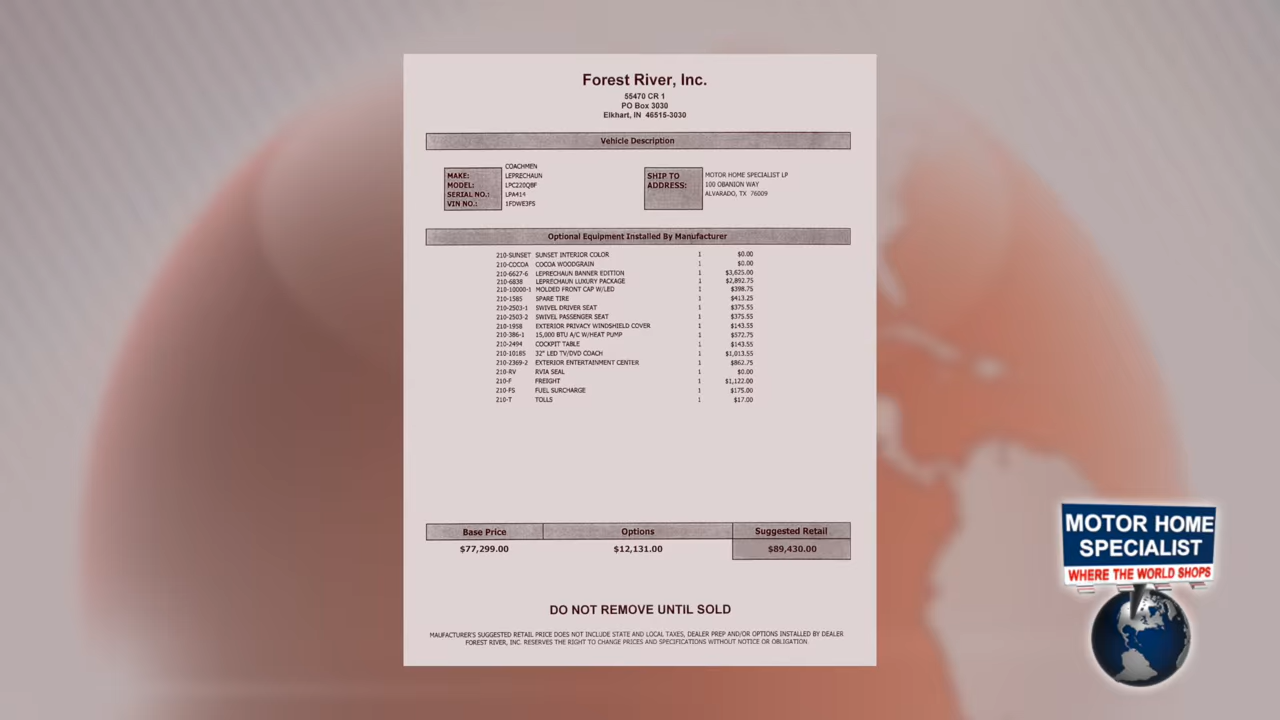 Forest River, Inc.
55470 CR 1
PO Box 3030
Elkhart, IN 46515-3030
Vehicle Description
COACHMEN
MAKE: LEPRECHAUN
MODEL: LPC220QBF
SERIAL NO.: LPA414
VIN NO.: 1FDWE3FS
SHIP TO ADDRESS:
MOTOR HOME SPECIALIST LP
100 OBANION WAY
ALVARADO, TX 76009
Optional Equipment Installed By Manufacturer
210-SUNSET SUNSET INTERIOR COLOR 1 $0.00
210-COCOA COCOA WOODGRAIN 1 $0.00
210-6627-6 LEPRECHAUN BANNER EDITION 1 $3,625.00
210-6838 LEPRECHAUN LUXURY PACKAGE 1 $2,892.75
210-10000-1 MOLDED FRONT CAP W/LED 1 $398.75
210-1585 SPARE TIRE 1 $413.25
210-2503-1 SWIVEL DRIVER SEAT 1 $375.55
210-2503-2 SWIVEL PASSENGER SEAT 1 $375.55
210-1958 EXTERIOR PRIVACY WINDSHIELD COVER 1 $143.55
210-386-1 15,000 BTU A/C W/HEAT PUMP 1 $572.75
210-2494 COCKPIT TABLE 1 $143.55
210-10185 32" LED TV/DVD COACH 1 $1,013.55
210-2369-2 EXTERIOR ENTERTAINMENT CENTER 1 $862.75
210-RV RVIA SEAL 1 $0.00
210-F FREIGHT 1 $1,122.00
210-FS FUEL SURCHARGE 1 $175.00
210-T TOLLS 1 $17.00
Base Price Options Suggested Retail
$77,299.00 $12,131.00 $89,430.00
DO NOT REMOVE UNTIL SOLD
MAUFACTURER'S SUGGESTED RETAIL PRICE DOES NOT INCLUDE STATE AND LOCAL TAXES, DEALER PREP AND/OR OPTIONS INSTALLED BY DEALER
FOREST RIVER, INC. RESERVES THE RIGHT TO CHANGE PRICES AND SPECIFICATIONS WITHOUT NOTICE OR OBLIGATION.
MOTOR HOME
SPECIALIST
WHERE THE WORLD SHOPS